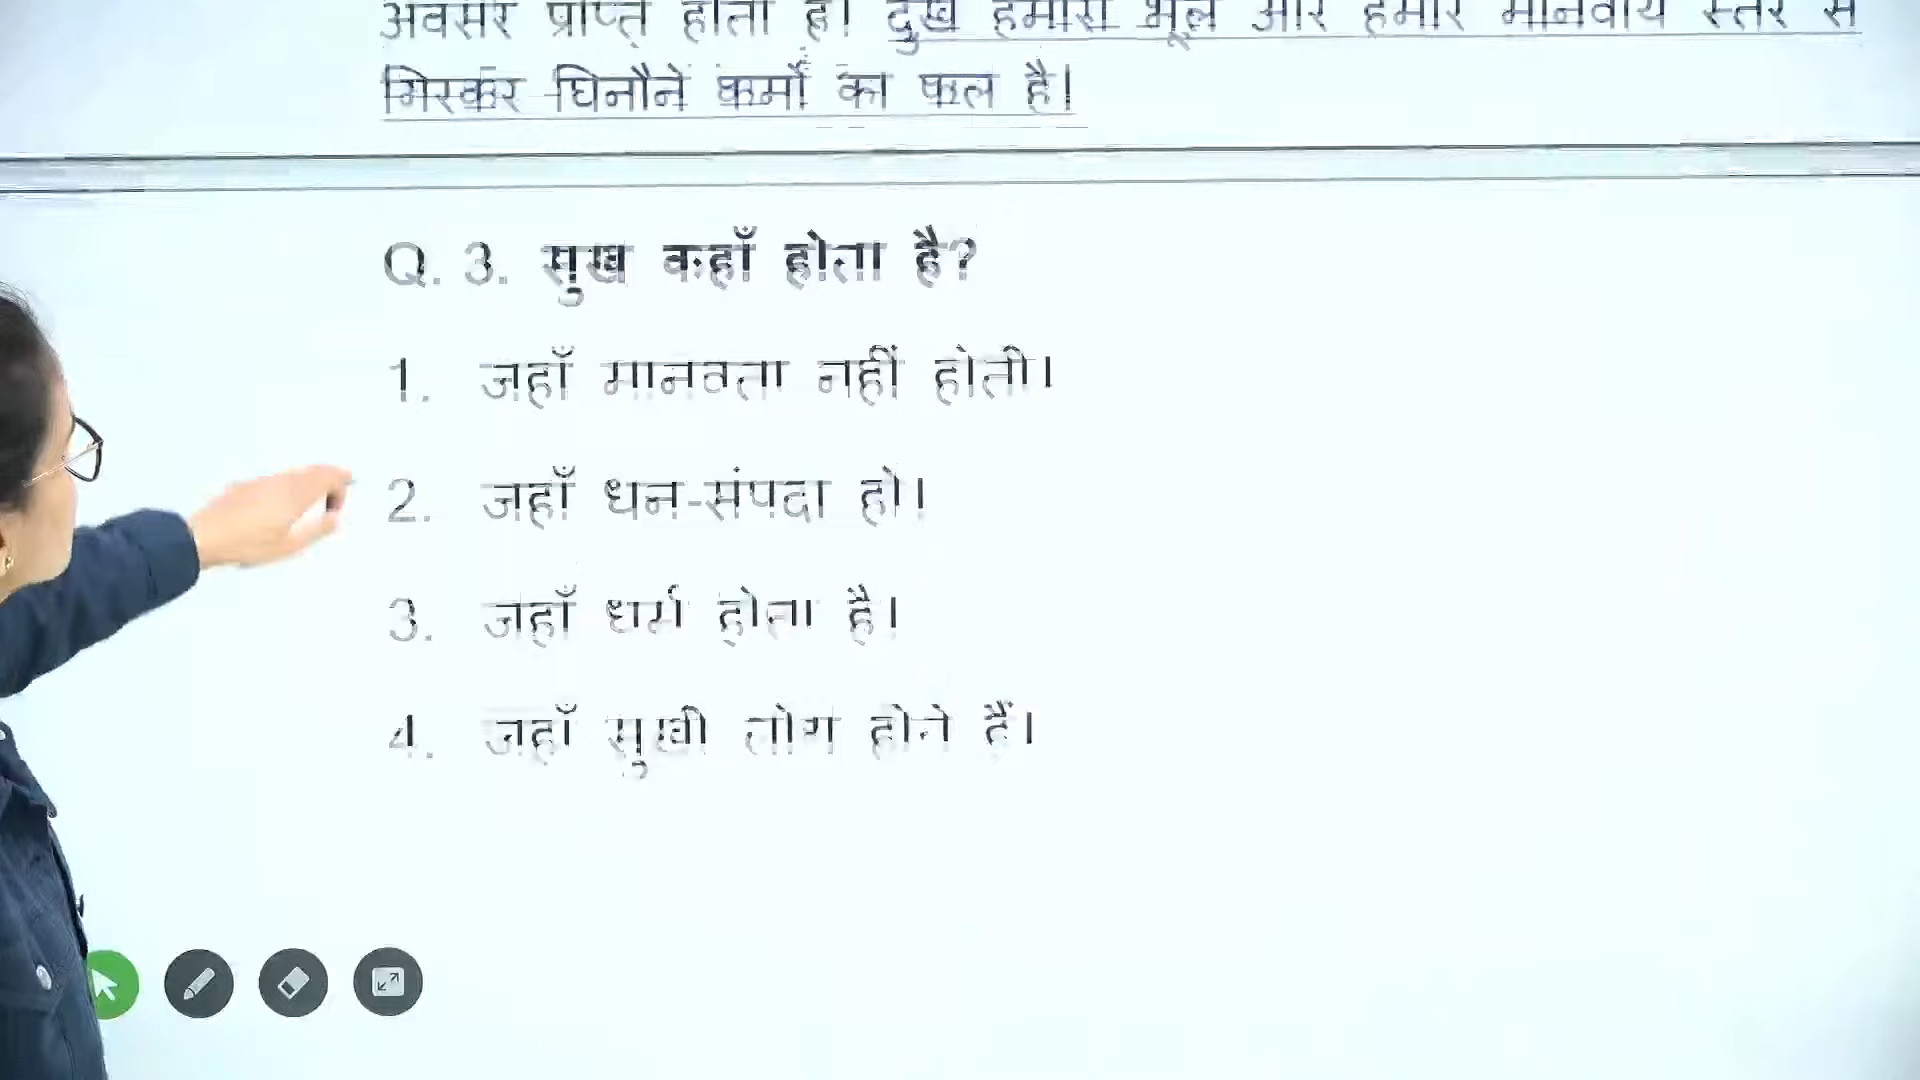 अवसर प्राप्त होता है। दुख हमारी भूल और हमारे मानवीय स्तर से
गिरकर घिनौने कर्मों का फल है।
Q. 3. सुख कहाँ होता है?
1. जहाँ मानवता नहीं होती।
2. जहाँ धन-संपदा हो।
3. जहाँ धर्म होता है।
4. जहाँ सुखी लोग होते हैं।